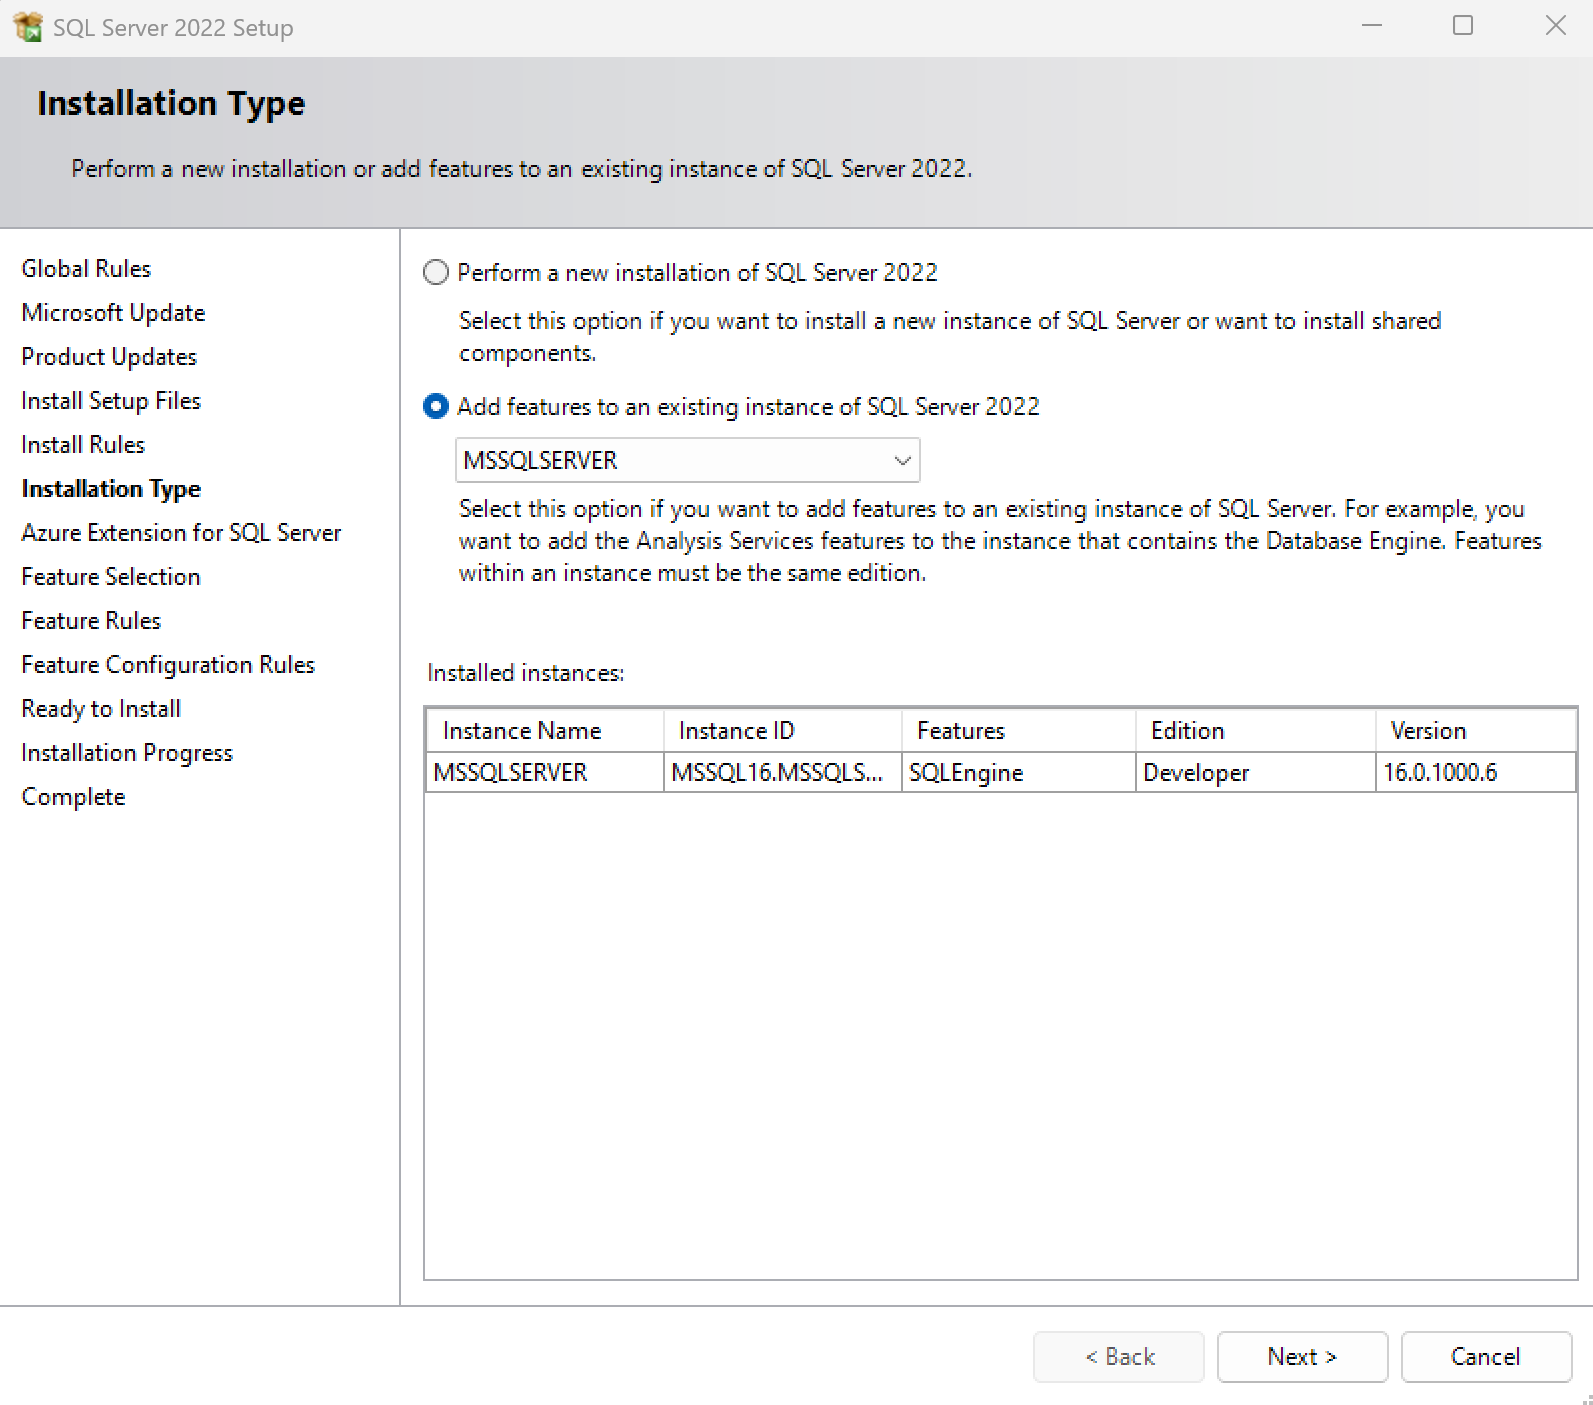 SQL Server 2022 Setup
Installation Type
Perform a new installation or add features to an existing instance of SQL Server 2022.
Global Rules
Microsoft Update
Product Updates
Install Setup Files
Install Rules
Installation Type
Azure Extension for SQL Server
Feature Selection
Feature Rules
Feature Configuration Rules
Ready to Install
Installation Progress
Complete
Perform a new installation of SQL Server 2022
Select this option if you want to install a new instance of SQL Server or want to install shared
components.
Add features to an existing instance of SQL Server 2022
MSSQLSERVER
Select this option if you want to add features to an existing instance of SQL Server. For example, you
want to add the Analysis Services features to the instance that contains the Database Engine. Features
within an instance must be the same edition.
Installed instances:
Instance Name Instance ID Features Edition Version
MSSQLSERVER MSSQL16.MSSQLS... SQLEngine Developer 16.0.1000.6
< Back Next > Cancel